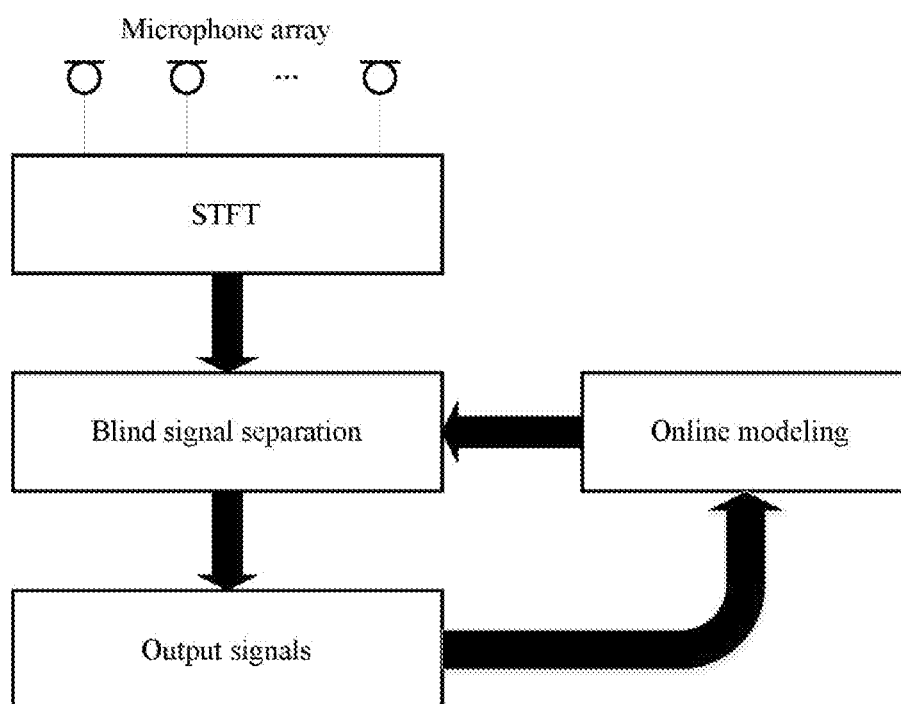 Microphone array
...
STFT
Blind signal separation
Online modeling
Output signals